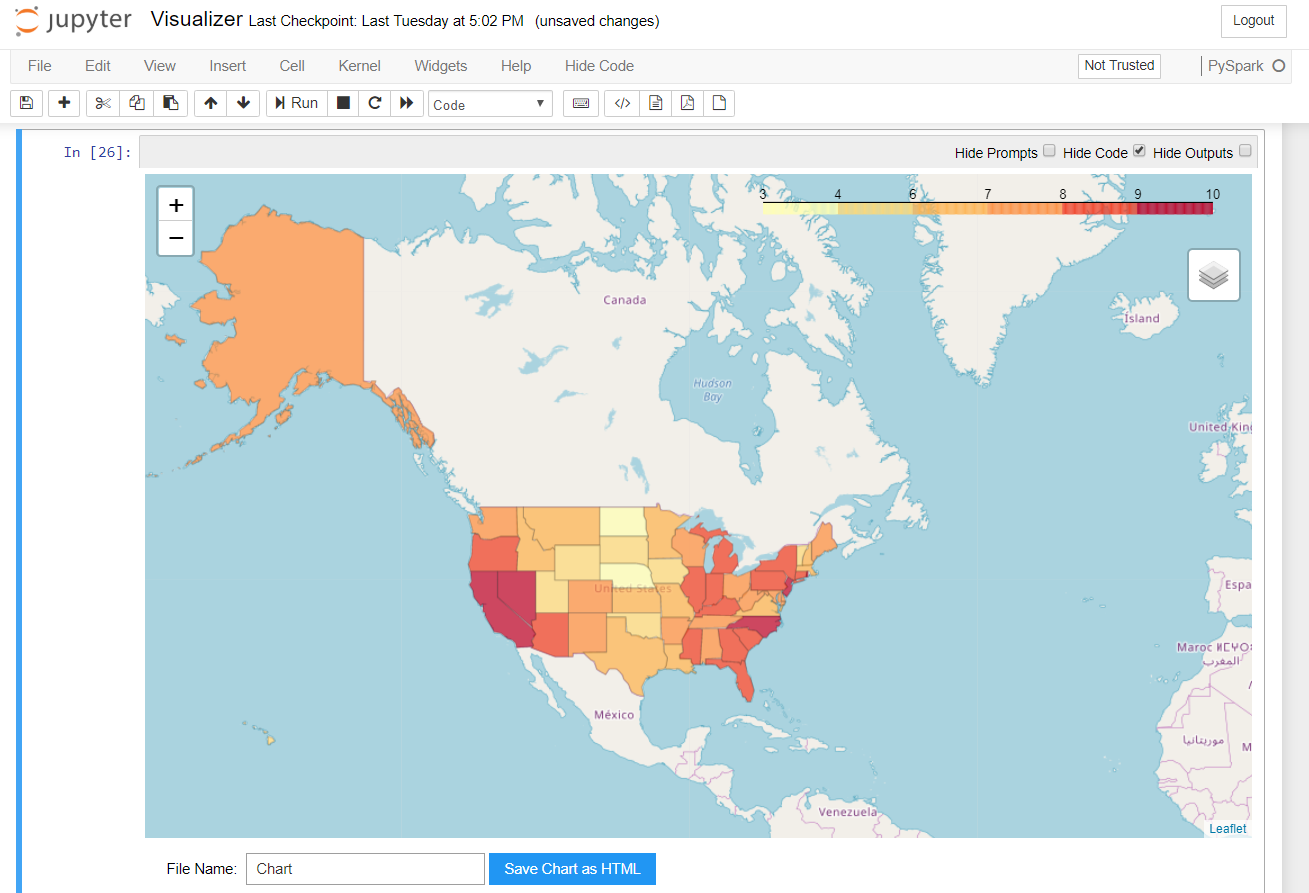 jupyter Visualizer Last Checkpoint: Last Tuesday at 5:02 PM (unsaved changes) Logout
File Edit View Insert Cell Kernel Widgets Help Hide Code Not Trusted PySpark
Run Code
In [26]: Hide Prompts Hide Code Hide Outputs
+ 3 4 6 7 8 9 10
−
Canada
Ísland
Hudson
Bay
United Kin
United States
Espa
Maroc ⵍⵎⵖⵔⵉⴱ
المغرب
México
موريتانيا M
Venezuela
Leaflet
File Name: Chart Save Chart as HTML